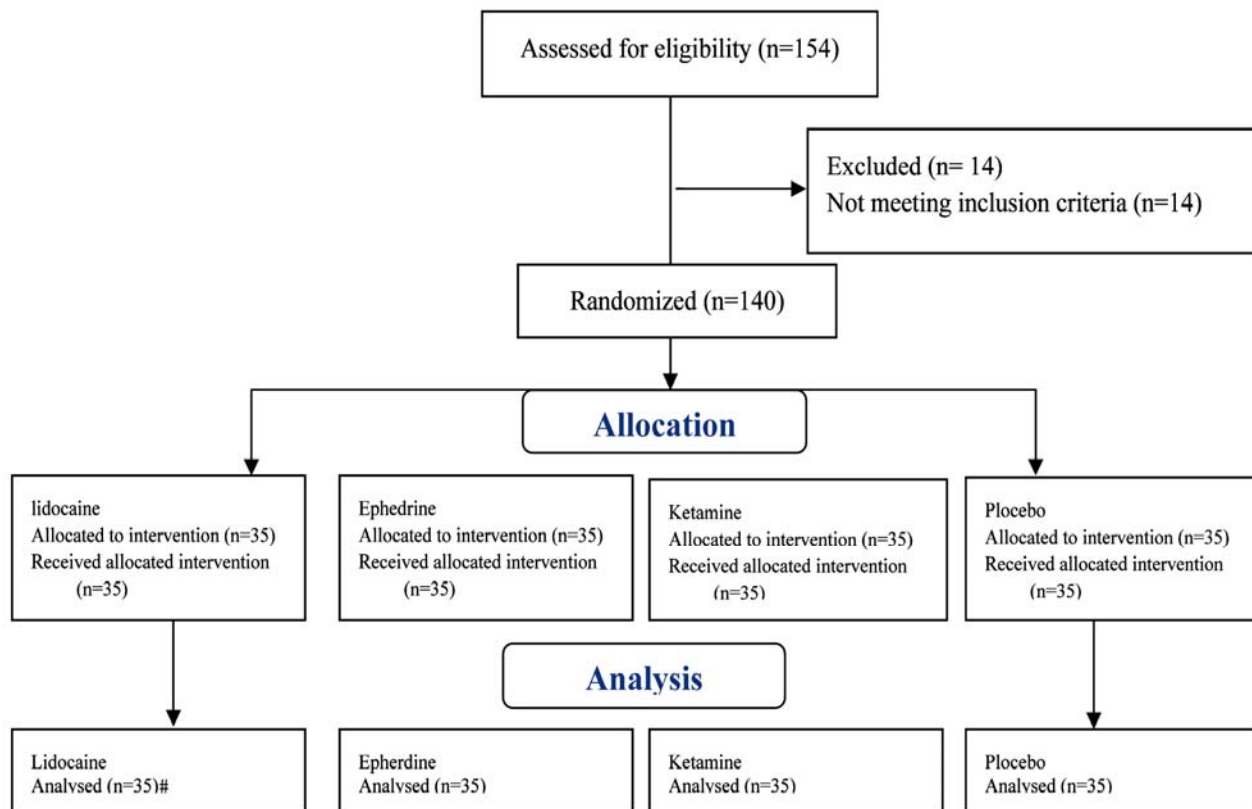 Assessed for eligibility (n=154)
Excluded (n= 14)
Not meeting inclusion criteria (n=14)
Randomized (n=140)
Allocation
lidocaine
Allocated to intervention (n=35)
Received allocated intervention
(n=35)
Ephedrine
Allocated to intervention (n=35)
Received allocated intervention
(n=35)
Ketamine
Allocated to intervention (n=35)
Received allocated intervention
(n=35)
Plocebo
Allocated to intervention (n=35)
Received allocated intervention
(n=35)
Analysis
Lidocaine
Analysed (n=35)#
Epherdine
Analysed (n=35)
Ketamine
Analysed (n=35)
Plocebo
Analysed (n=35)